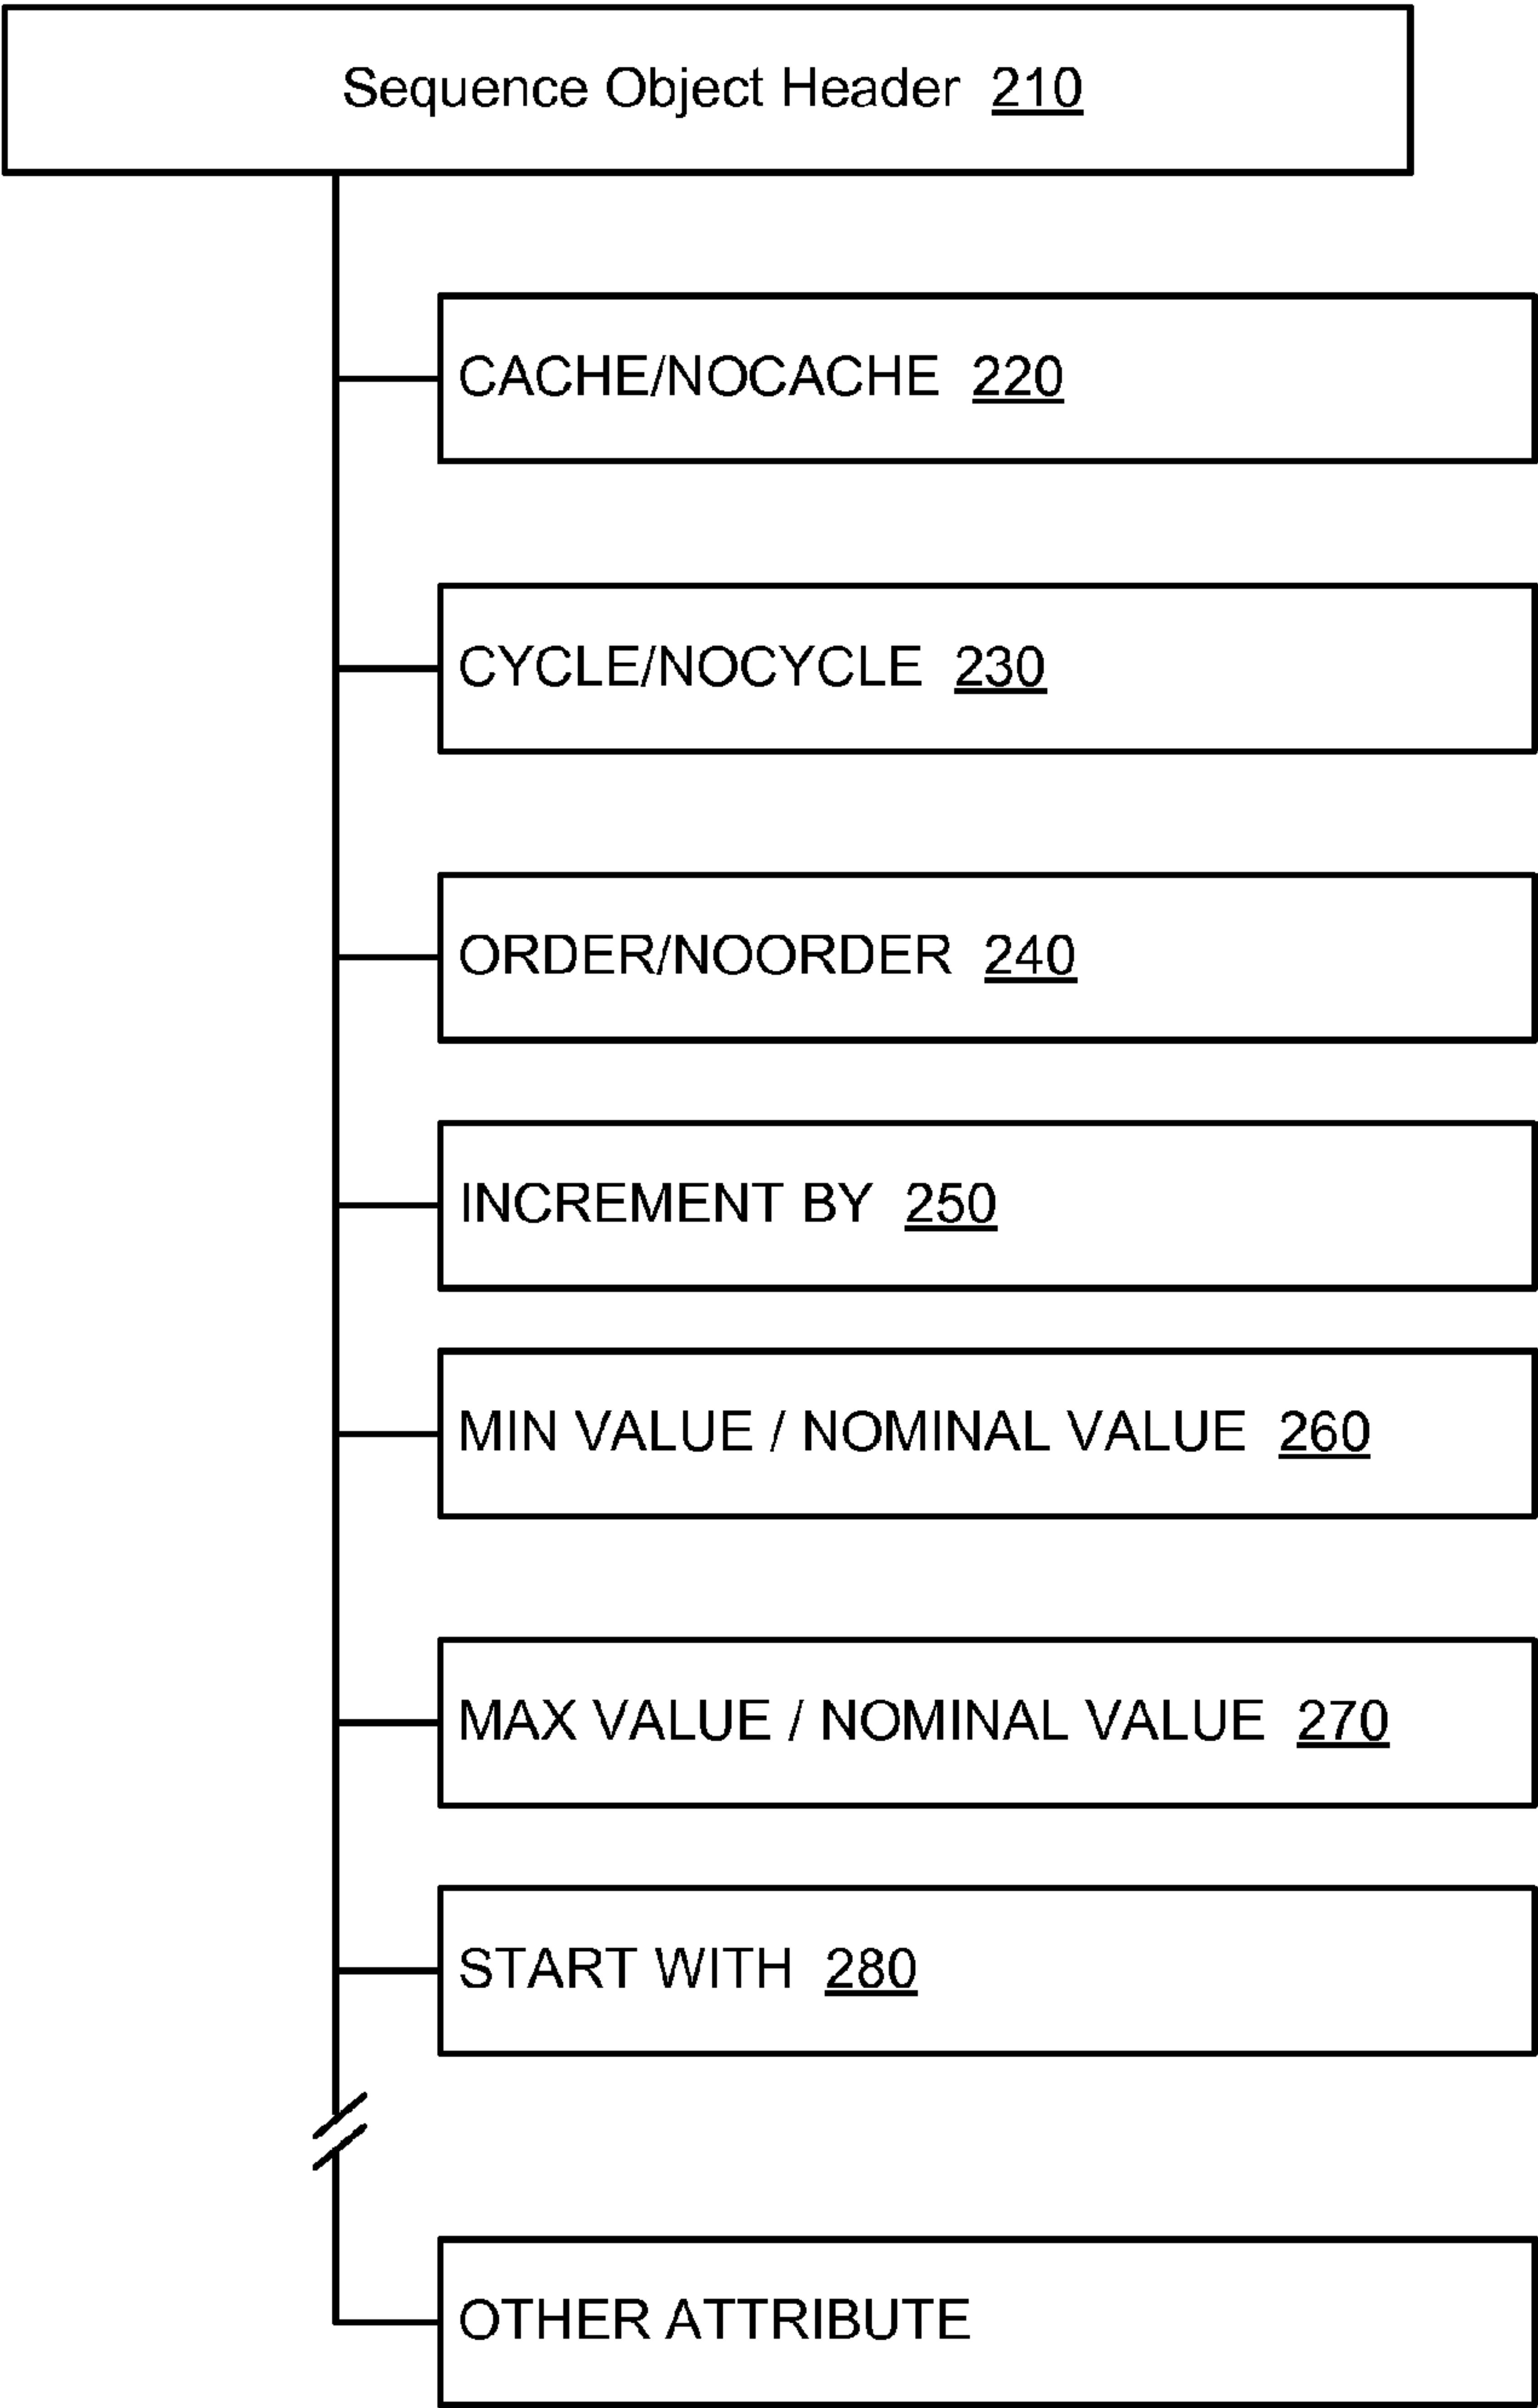 Sequence Object Header 210
CACHE/NOCACHE 220
CYCLE/NOCYCLE 230
ORDER/NOORDER 240
INCREMENT BY 250
MIN VALUE / NOMINAL VALUE 260
MAX VALUE / NOMINAL VALUE 270
START WITH 280
OTHER ATTRIBUTE